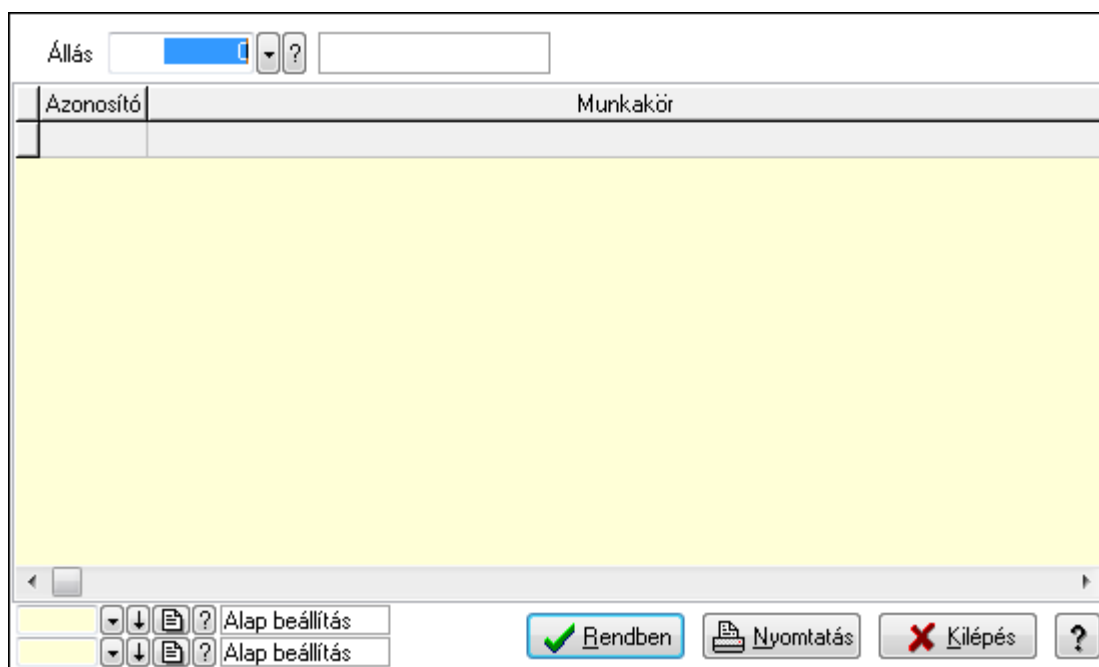 Állás 0 ?
Azonosító Munkakör
? Alap beállítás
? Alap beállítás
Rendben Nyomtatás Kilépés ?